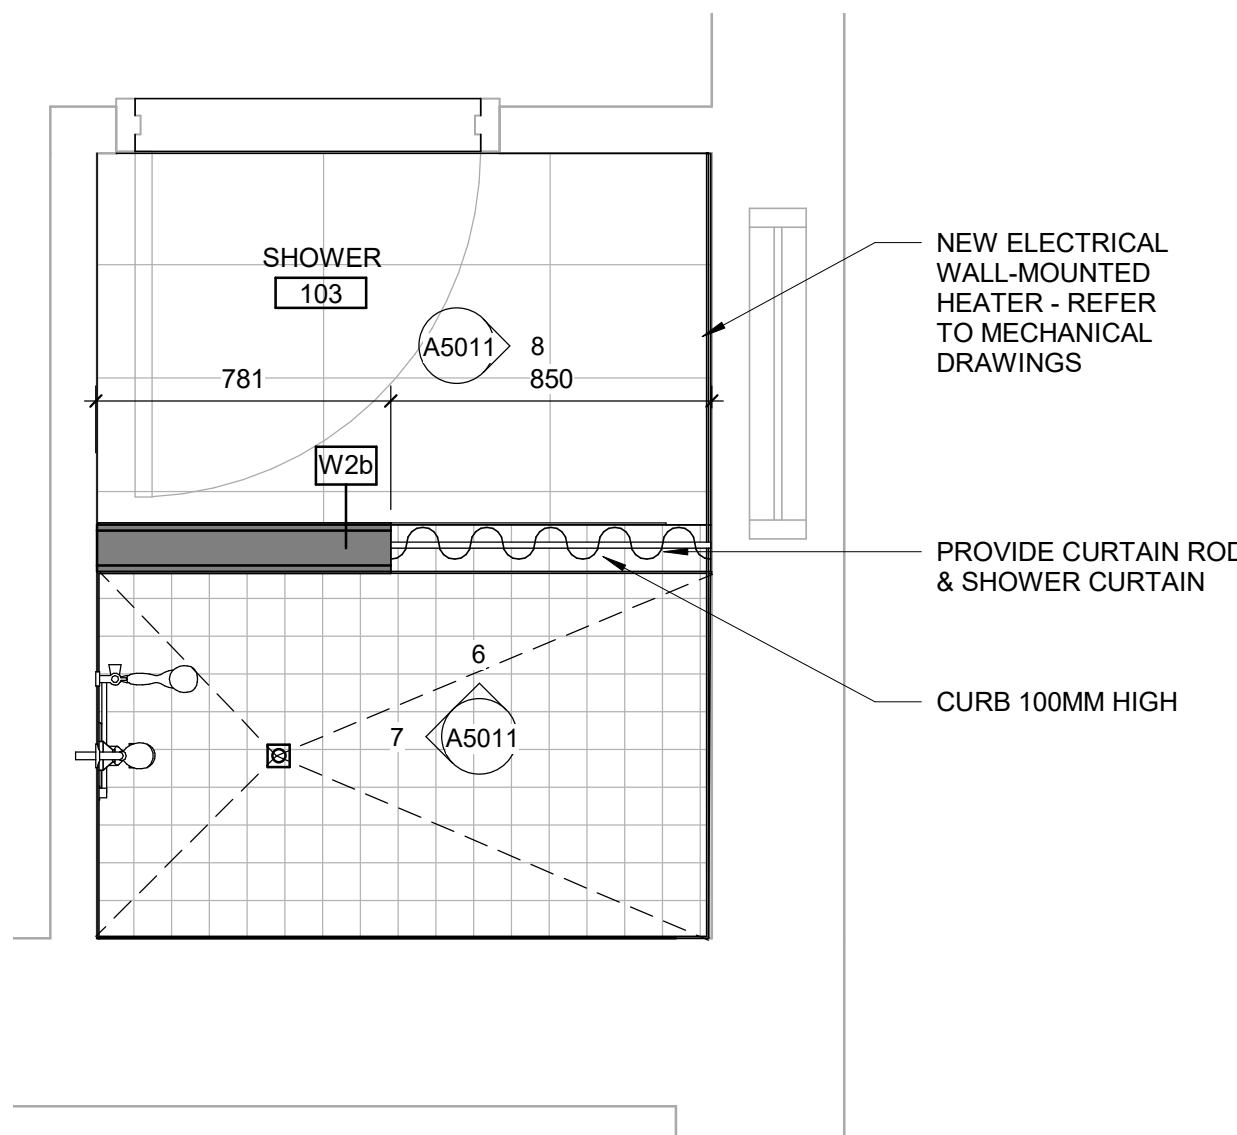 SHOWER
103
A5011
8
781
850
W2b
NEW ELECTRICAL
WALL-MOUNTED
HEATER - REFER
TO MECHANICAL
DRAWINGS
PROVIDE CURTAIN ROD
& SHOWER CURTAIN
CURB 100MM HIGH
6
7
A5011